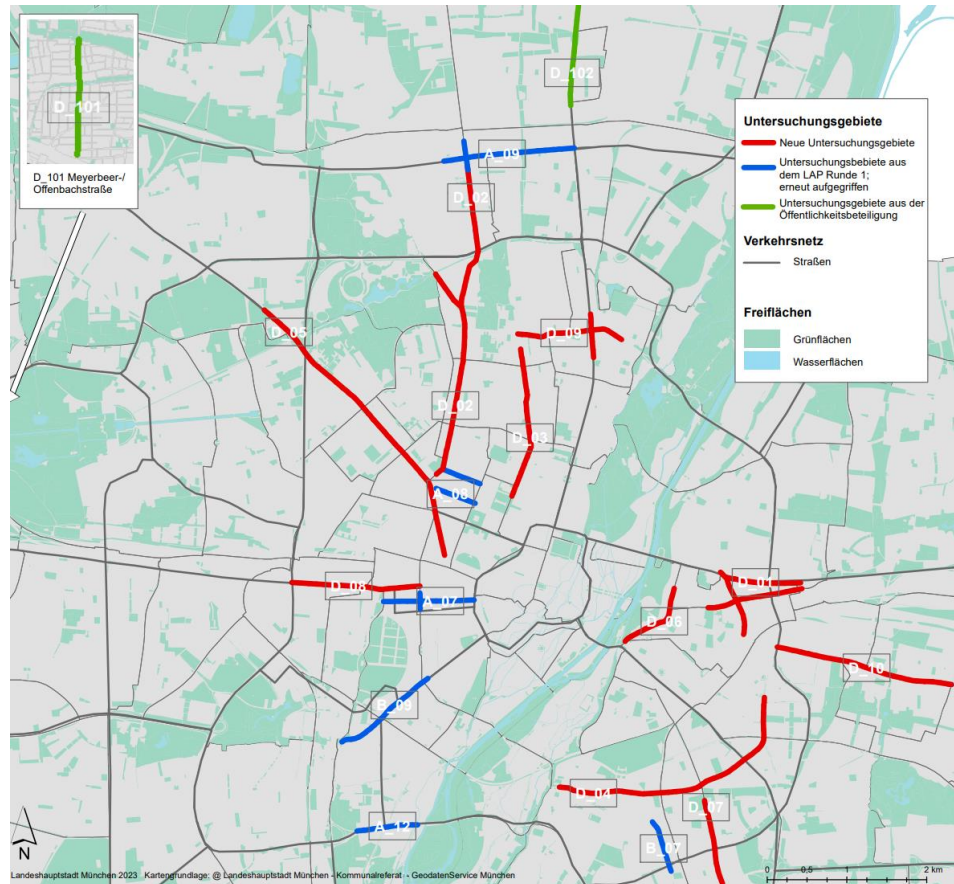 D_101
D_101 Meyerbeer-/
Offenbachstraße
D_102
Untersuchungsgebiete
Neue Untersuchungsgebiete
Untersuchungsbebiete aus
dem LAP Runde 1;
erneut aufgegriffen
Untersuchungsgebiete aus der
Öffentlichkeitsbeteiligung
Verkehrsnetz
Straßen
Freiflächen
Grünflächen
Wasserflächen
A_09
D_02
D_05
D_09
D_02
D_03
A_06
D_08
A_07
D_01
D_06
D_10
B_09
D_04
D_07
A_12
B_07
N
0 0,5 1 2 km
Landeshauptstadt München 2023 Kartengrundlage: @ Landeshauptstadt München - Kommunalreferat - GeodatenService München